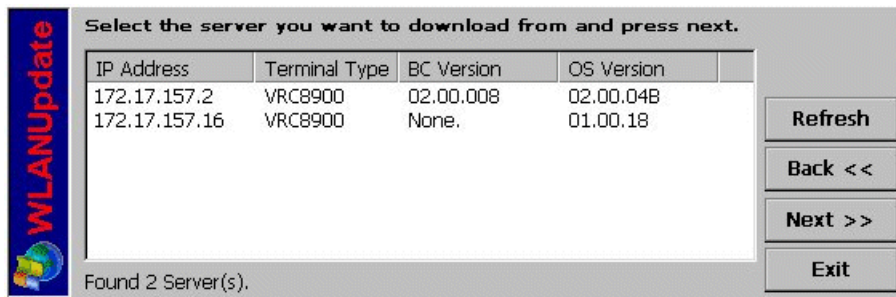 WLANUpdate
Select the server you want to download from and press next.
IP Address Terminal Type BC Version OS Version
172.17.157.2 VRC8900 02.00.008 02.00.04B
172.17.157.16 VRC8900 None. 01.00.18
Refresh
Back <<
Next >>
Exit
Found 2 Server(s).